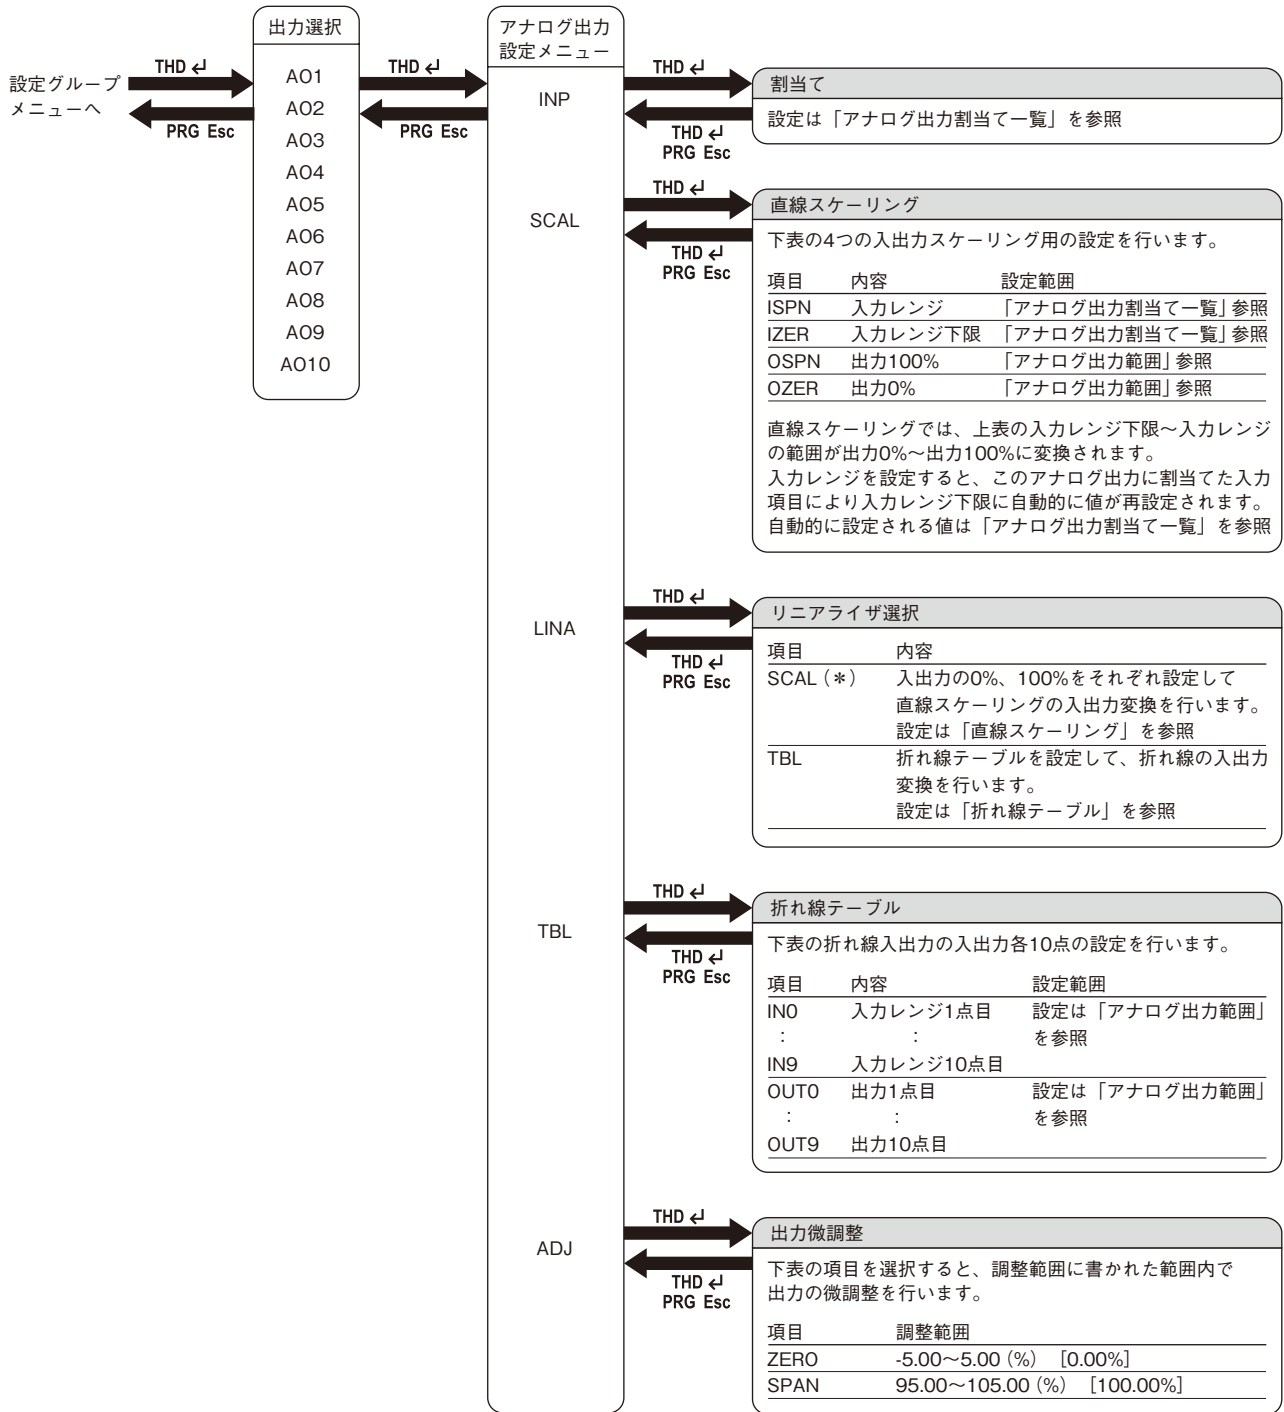 設定グループ
メニューへ
THD ↵
PRG Esc
出力選択
AO1
AO2
AO3
AO4
AO5
AO6
AO7
AO8
AO9
AO10
THD ↵
PRG Esc
アナログ出力
設定メニュー
INP
THD ↵
THD ↵
PRG Esc
割当て
設定は「アナログ出力割当て一覧」を参照
SCAL
THD ↵
THD ↵
PRG Esc
直線スケーリング
下表の4つの入出力スケーリング用の設定を行います。
項目 内容 設定範囲
ISPN 入力レンジ 「アナログ出力割当て一覧」参照
IZER 入力レンジ下限 「アナログ出力割当て一覧」参照
OSPN 出力100% 「アナログ出力範囲」参照
OZER 出力0% 「アナログ出力範囲」参照
直線スケーリングでは、上表の入力レンジ下限～入力レンジ
の範囲が出力0%～出力100%に変換されます。
入力レンジを設定すると、このアナログ出力に割当てた入力
項目により入力レンジ下限に自動的に値が再設定されます。
自動的に設定される値は「アナログ出力割当て一覧」を参照
LINA
THD ↵
THD ↵
PRG Esc
リニアライザ選択
項目 内容
SCAL（＊） 入出力の0%、100%をそれぞれ設定して
直線スケーリングの入出力変換を行います。
設定は「直線スケーリング」を参照
TBL 折れ線テーブルを設定して、折れ線の入出力
変換を行います。
設定は「折れ線テーブル」を参照
TBL
THD ↵
THD ↵
PRG Esc
折れ線テーブル
下表の折れ線入出力の入出力各10点の設定を行います。
項目 内容 設定範囲
IN0 入力レンジ1点目 設定は「アナログ出力範囲」
： ： を参照
IN9 入力レンジ10点目
OUT0 出力1点目 設定は「アナログ出力範囲」
： ： を参照
OUT9 出力10点目
ADJ
THD ↵
THD ↵
PRG Esc
出力微調整
下表の項目を選択すると、調整範囲に書かれた範囲内で
出力の微調整を行います。
項目 調整範囲
ZERO -5.00～5.00（%） ［0.00%］
SPAN 95.00～105.00（%） ［100.00%］